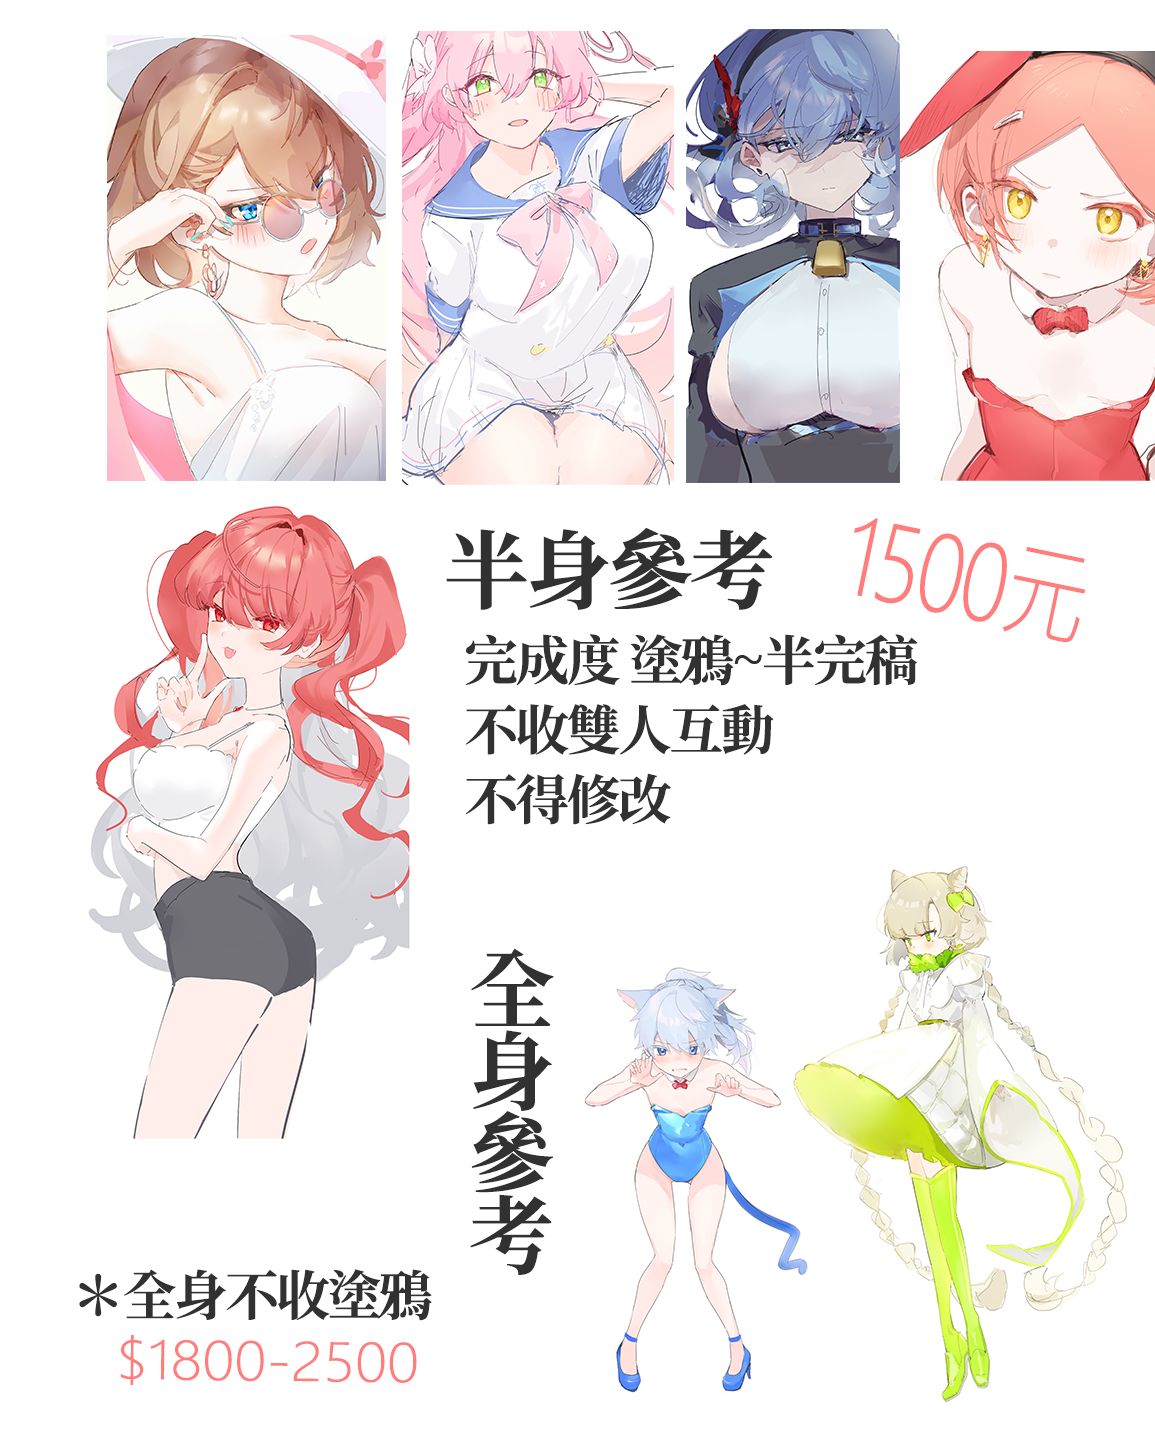 半身參考
1500元
完成度 塗鴉~半完稿
不收雙人互動
不得修改
全身參考
＊全身不收塗鴉
$1800-2500